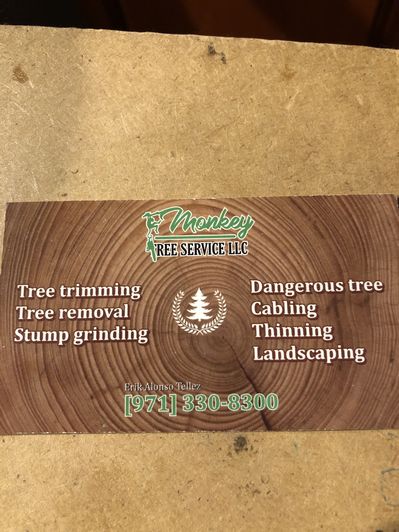 Monkey
TREE SERVICE LLC
Tree trimming
Tree removal
Stump grinding
Dangerous tree
Cabling
Thinning
Landscaping
Erik Alonso Tellez
[971] 330-8300